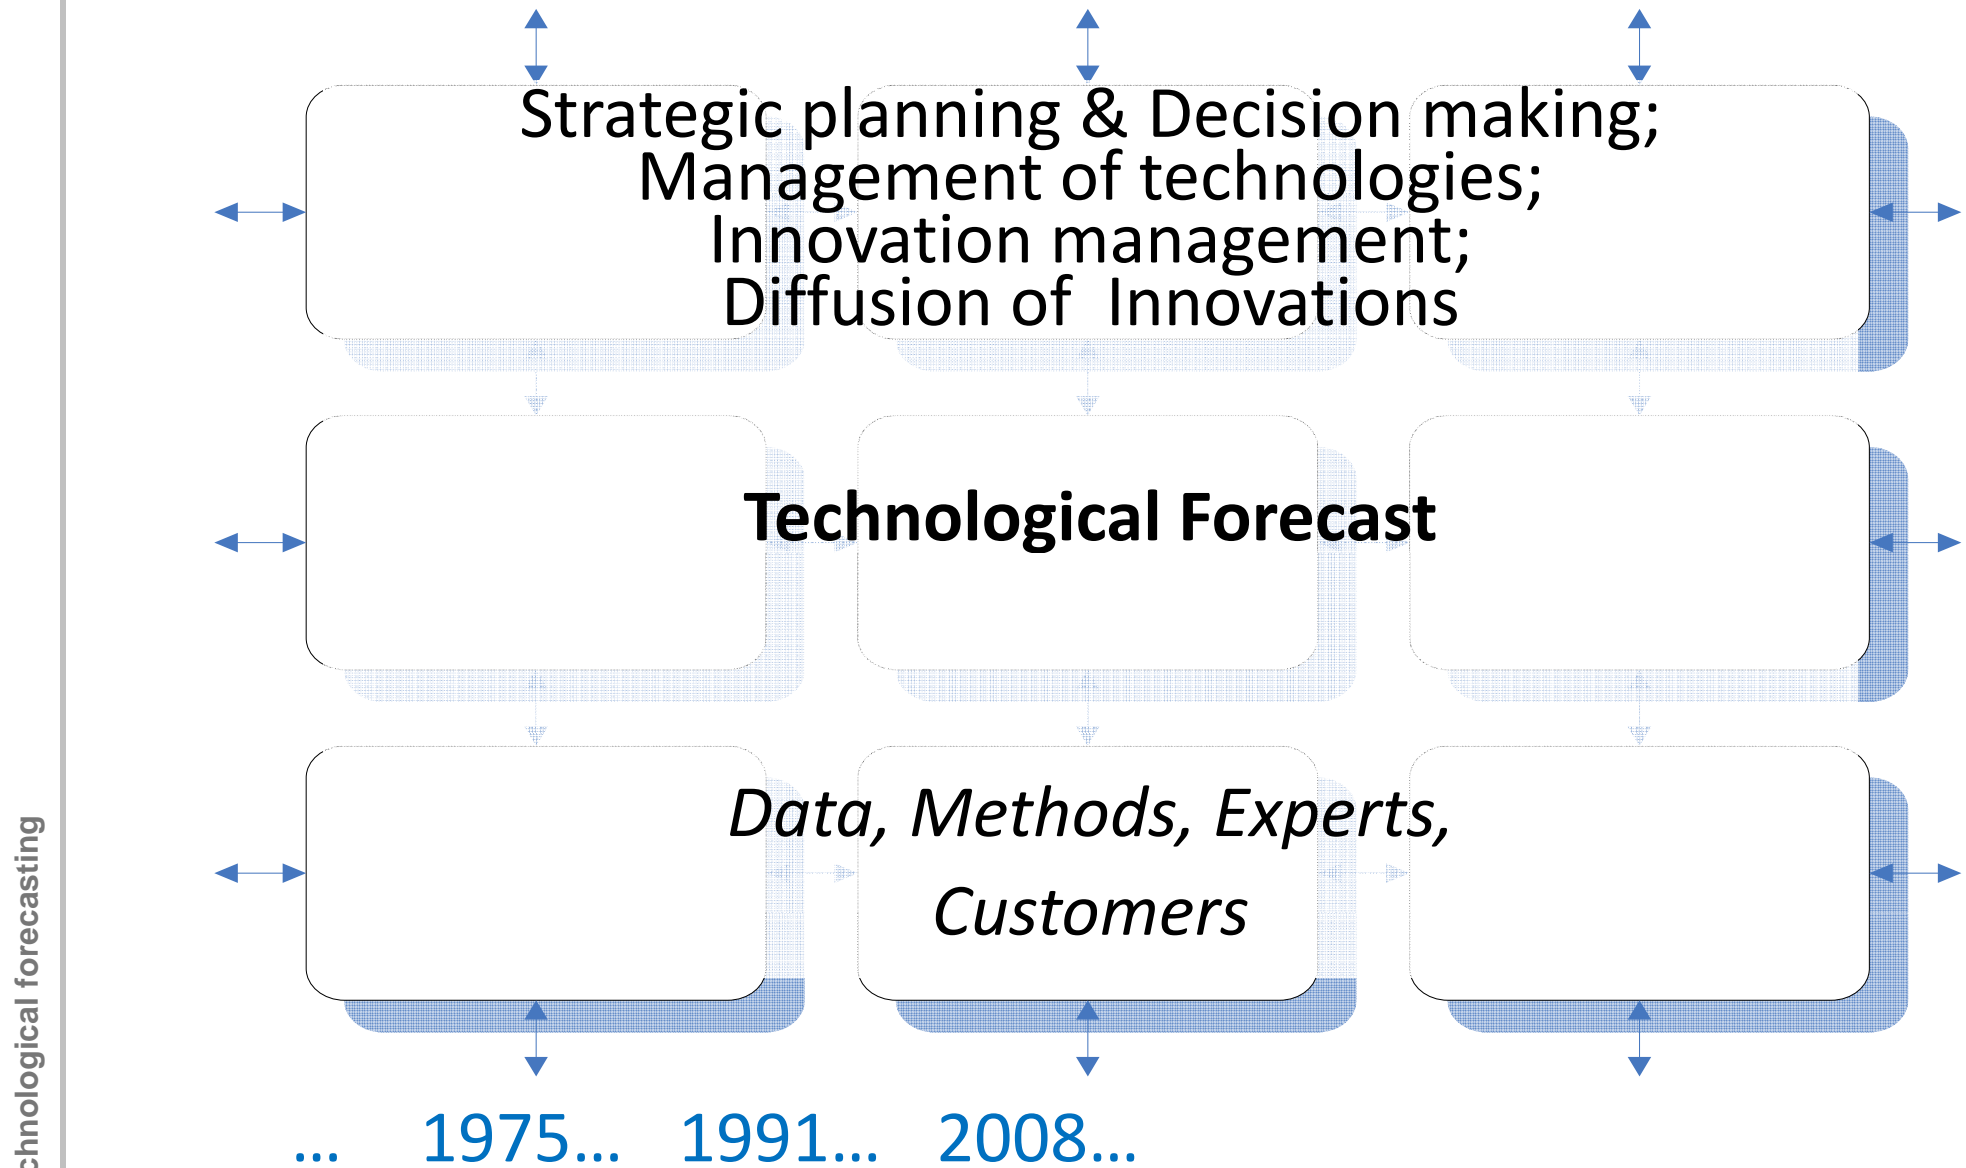 Strategic planning & Decision making;
Management of technologies;
Innovation management;
Diffusion of Innovations
Technological Forecast
Data, Methods, Experts,
Customers
... 1975... 1991... 2008...
chnological forecasting